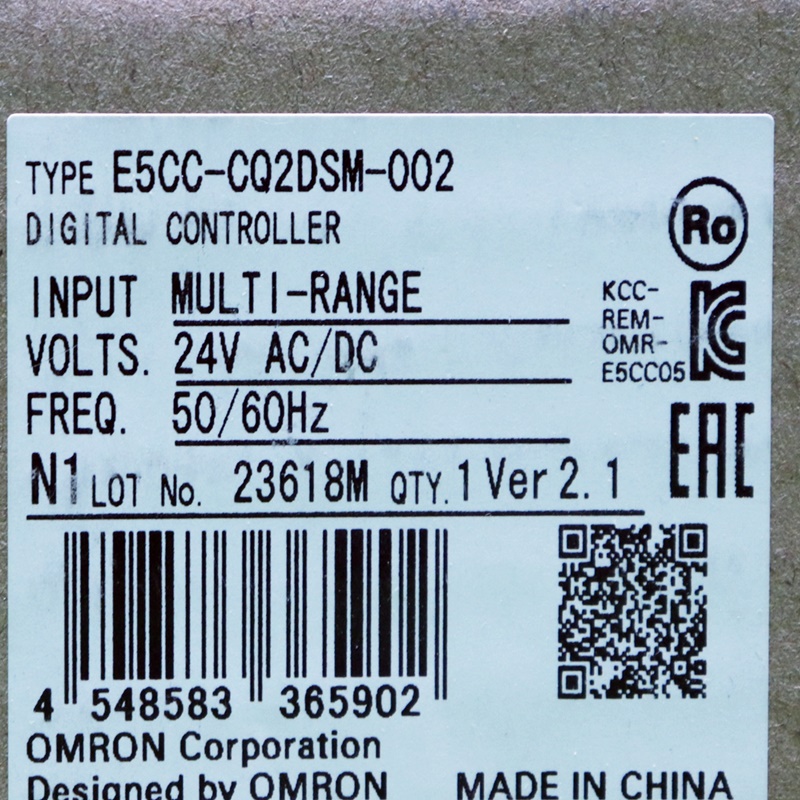 TYPE E5CC-CQ2DSM-002
DIGITAL CONTROLLER
Ro
INPUT MULTI-RANGE
KCC-
REM-
OMR-
E5CC05
VOLTS. 24V AC/DC
FREQ. 50/60Hz
EAC
N1 LOT No. 23618M QTY. 1 Ver 2. 1
4 548583 365902
OMRON Corporation
Designed by OMRON MADE IN CHINA